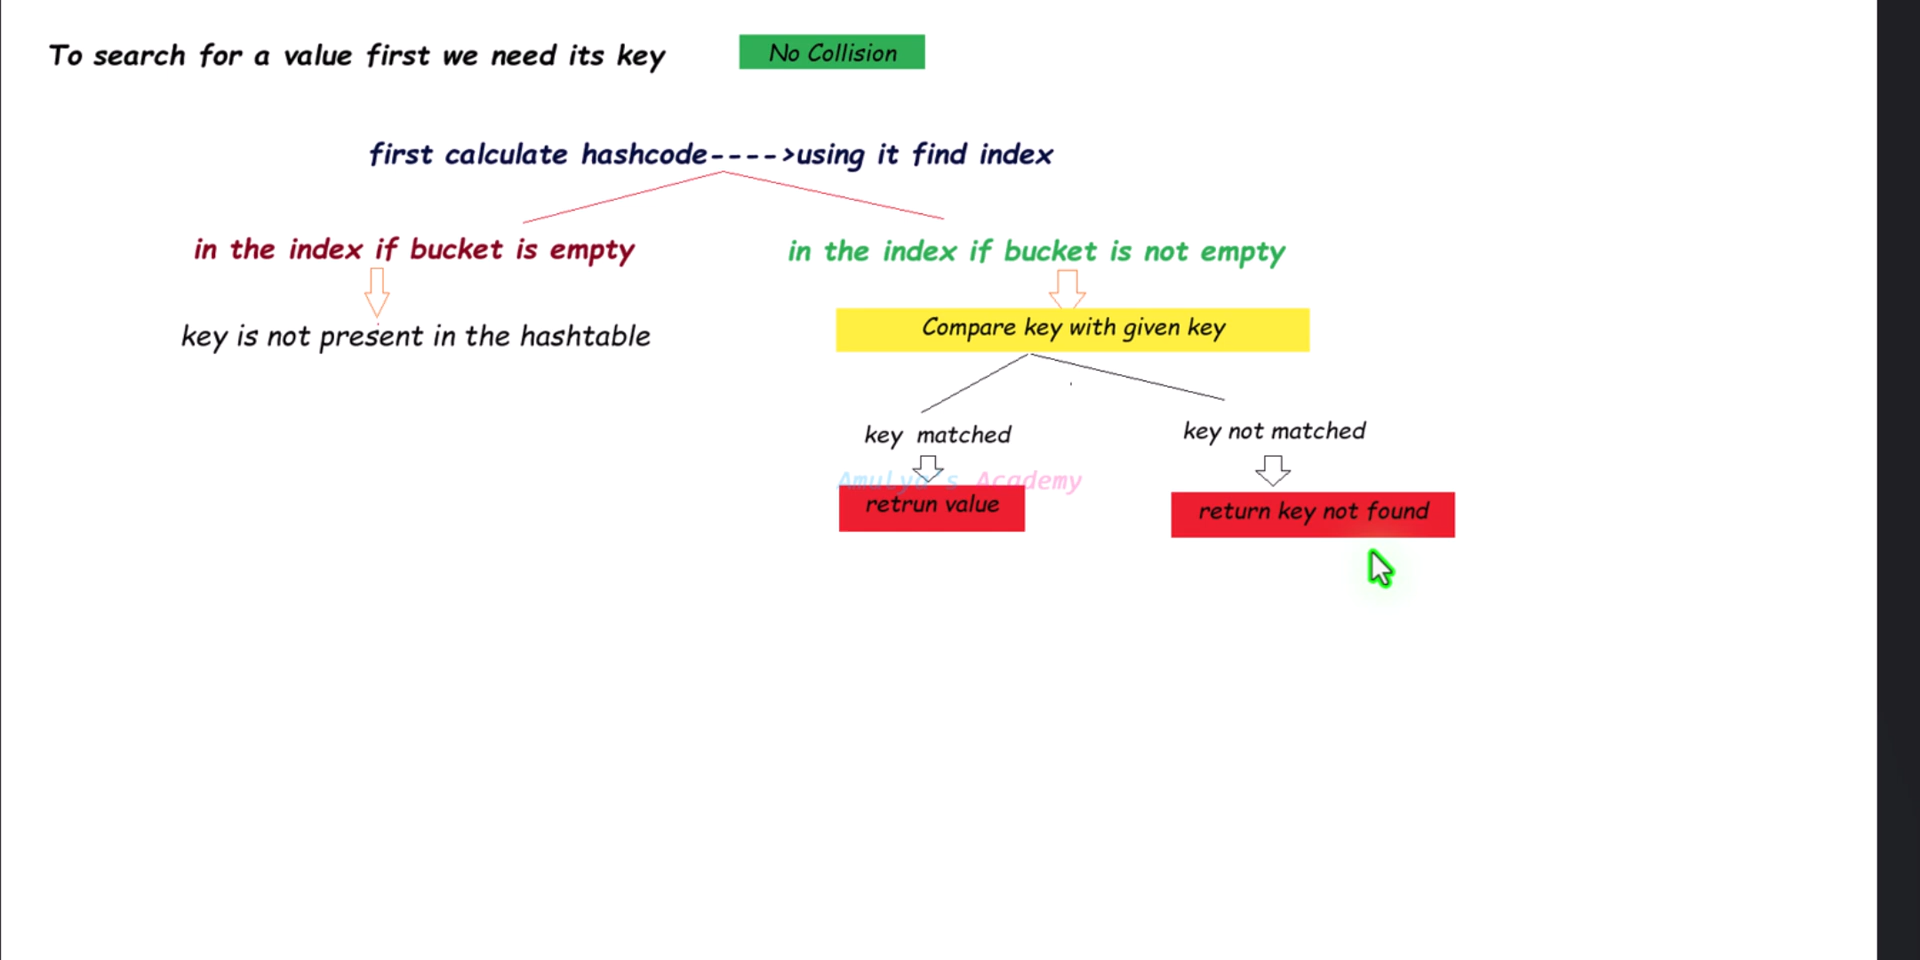 To search for a value first we need its key
No Collision
first calculate hashcode---->using it find index
in the index if bucket is empty
in the index if bucket is not empty
key is not present in the hashtable
Compare key with given key
key matched
key not matched
Amulya's Academy
retrun value
return key not found